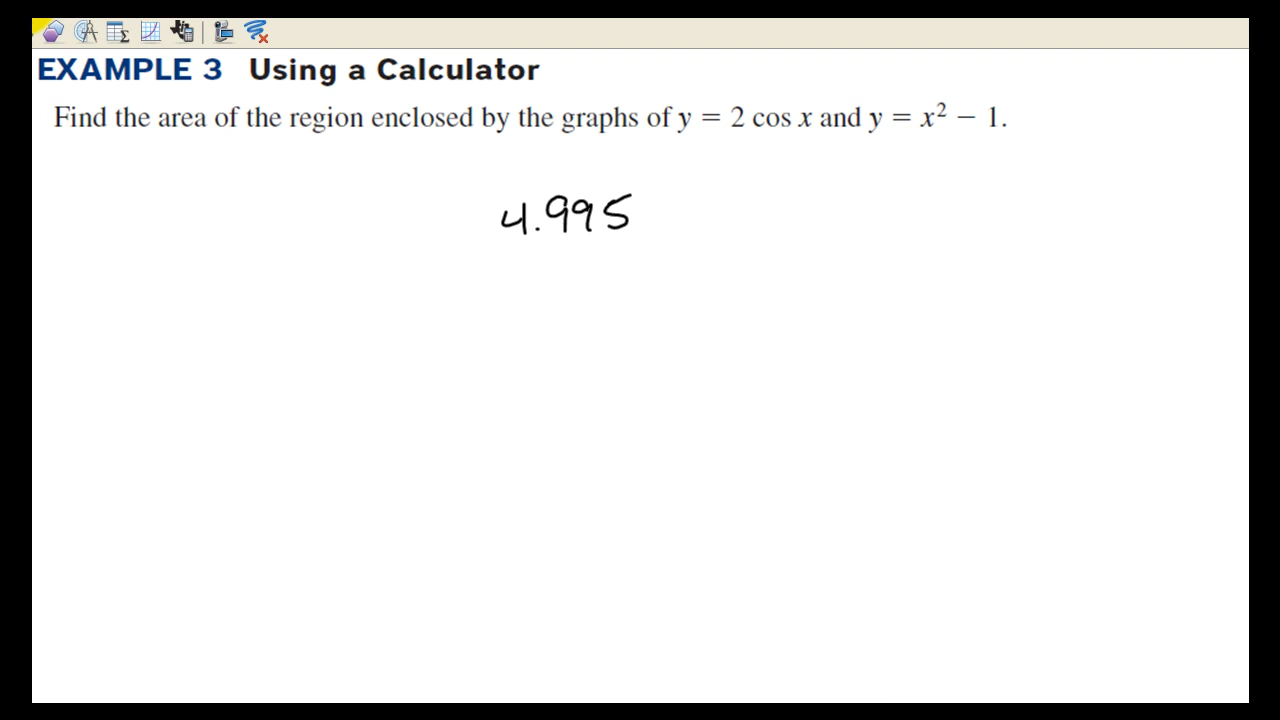 EXAMPLE 3 Using a Calculator
Find the area of the region enclosed by the graphs of y = 2 cos x and y = x² − 1.
4.995